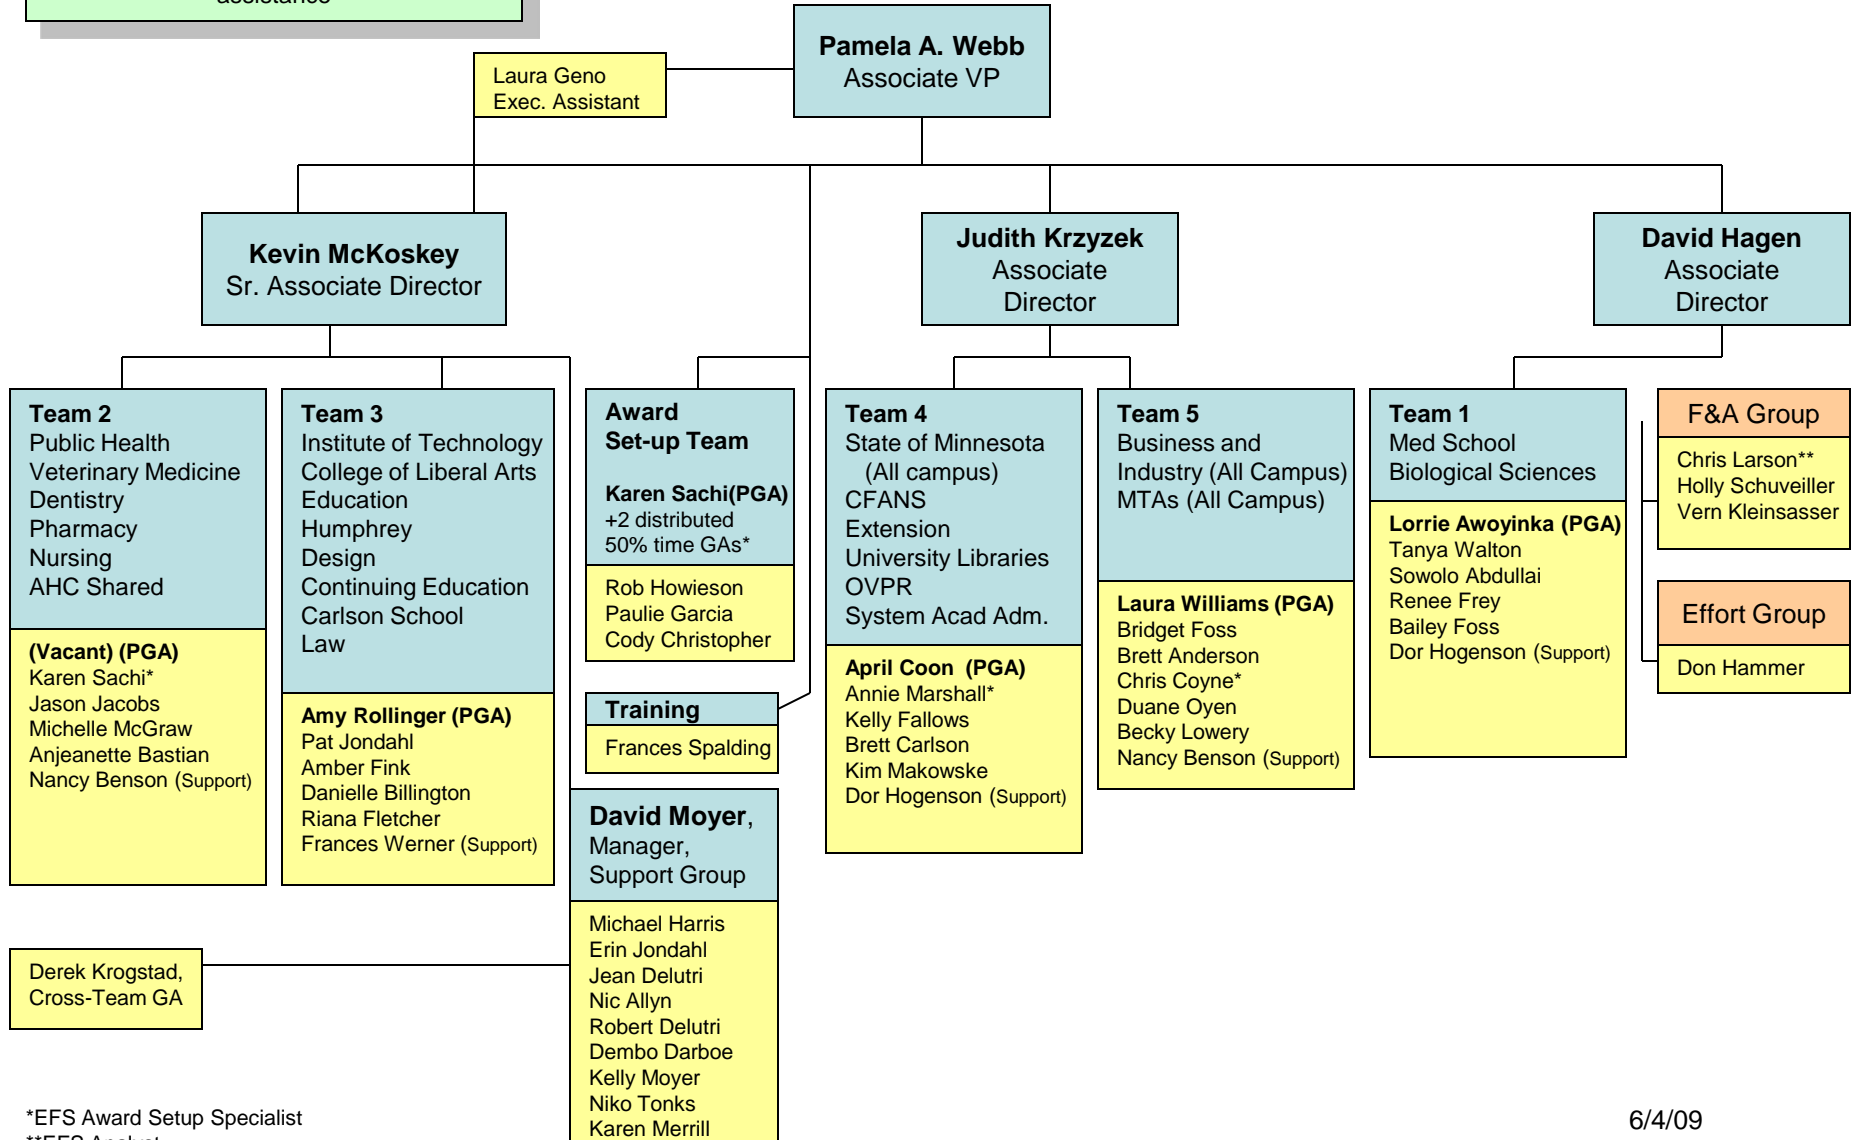 assistance
Pamela A. Webb
Associate VP
Laura Geno
Exec. Assistant
Kevin McKoskey
Sr. Associate Director
Judith Krzyzek
Associate
Director
David Hagen
Associate
Director
Team 2
Public Health
Veterinary Medicine
Dentistry
Pharmacy
Nursing
AHC Shared
(Vacant) (PGA)
Karen Sachi*
Jason Jacobs
Michelle McGraw
Anjeanette Bastian
Nancy Benson (Support)
Team 3
Institute of Technology
College of Liberal Arts
Education
Humphrey
Design
Continuing Education
Carlson School
Law
Amy Rollinger (PGA)
Pat Jondahl
Amber Fink
Danielle Billington
Riana Fletcher
Frances Werner (Support)
Award
Set-up Team
Karen Sachi(PGA)
+2 distributed
50% time GAs*
Rob Howieson
Paulie Garcia
Cody Christopher
Training
Frances Spalding
David Moyer,
Manager,
Support Group
Michael Harris
Erin Jondahl
Jean Delutri
Nic Allyn
Robert Delutri
Dembo Darboe
Kelly Moyer
Niko Tonks
Karen Merrill
Team 4
State of Minnesota
(All campus)
CFANS
Extension
University Libraries
OVPR
System Acad Adm.
April Coon (PGA)
Annie Marshall*
Kelly Fallows
Brett Carlson
Kim Makowske
Dor Hogenson (Support)
Team 5
Business and
Industry (All Campus)
MTAs (All Campus)
Laura Williams (PGA)
Bridget Foss
Brett Anderson
Chris Coyne*
Duane Oyen
Becky Lowery
Nancy Benson (Support)
Team 1
Med School
Biological Sciences
Lorrie Awoyinka (PGA)
Tanya Walton
Sowolo Abdullai
Renee Frey
Bailey Foss
Dor Hogenson (Support)
F&A Group
Chris Larson**
Holly Schuveiller
Vern Kleinsasser
Effort Group
Don Hammer
Derek Krogstad,
Cross-Team GA
*EFS Award Setup Specialist
**EFS Analyst
6/4/09